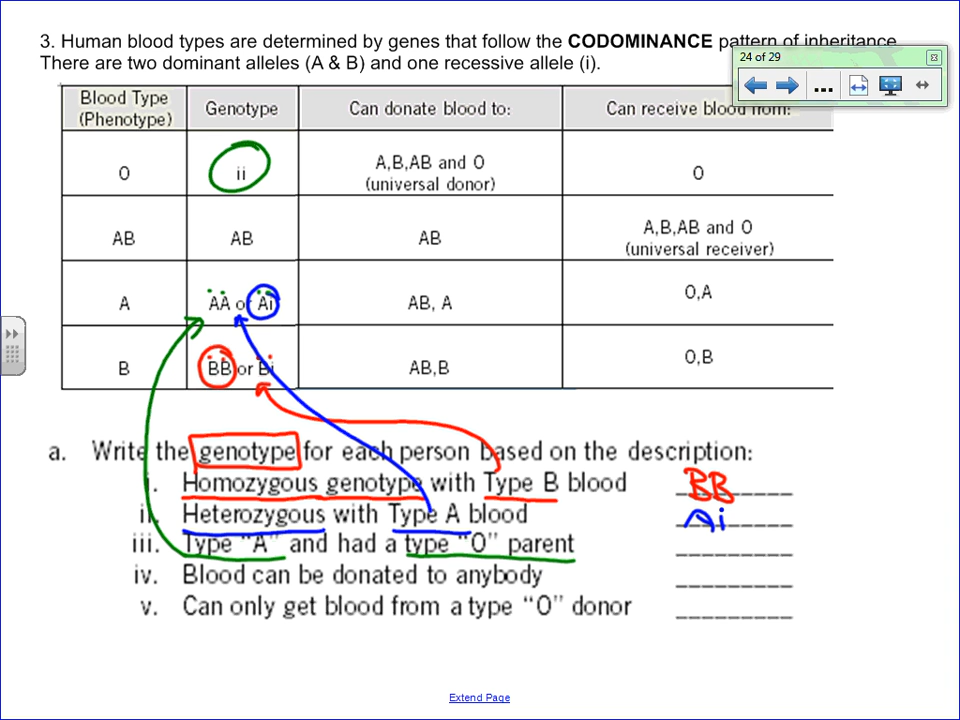 3. Human blood types are determined by genes that follow the CODOMINANCE pattern of inheritance
There are two dominant alleles (A & B) and one recessive allele (i).
24 of 29
Blood Type (Phenotype) Genotype Can donate blood to: Can receive blood from:
O ii A,B,AB and O (universal donor) O
AB AB AB A,B,AB and O (universal receiver)
A AA or Ai AB, A O,A
B BB or Bi AB,B O,B
a. Write the genotype for each person based on the description:
i. Homozygous genotype with Type B blood BB
ii. Heterozygous with Type A blood Ai
iii. Type “A” and had a type “O” parent
iv. Blood can be donated to anybody
v. Can only get blood from a type “O” donor
Extend Page